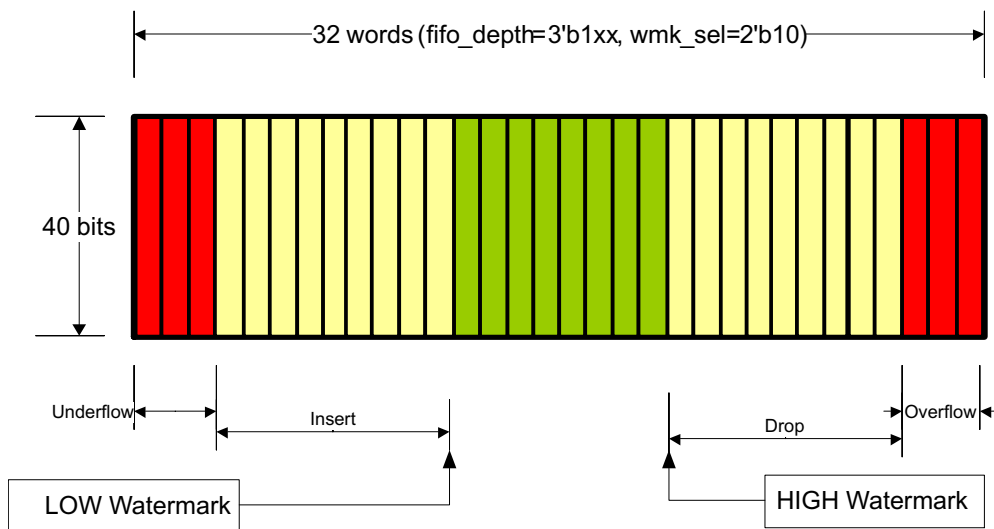 32 words (fifo_depth=3'b1xx, wmk_sel=2'b10)
40 bits
Underflow
Insert
Drop
Overflow
LOW Watermark
HIGH Watermark